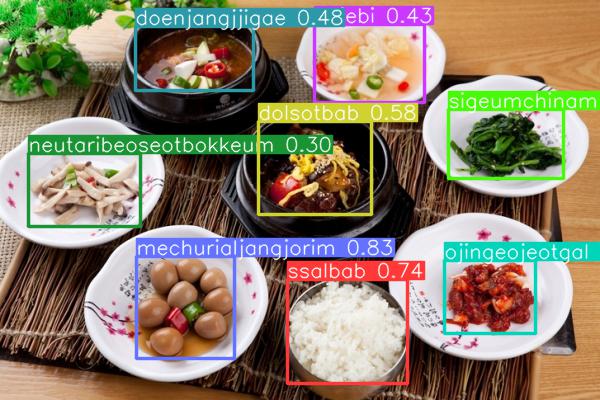 doenjangjjigae 0.48
ebi 0.43
dolsotbab 0.58
sigeumchinam
neutaribeoseotbokkeum 0.30
mechurialjangjorim 0.83
ojingeojeotgal
ssalbab 0.74